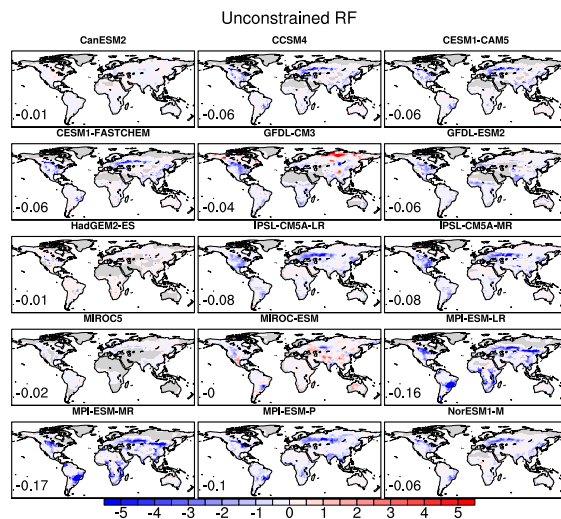 Unconstrained RF
CanESM2 CCSM4 CESM1-CAM5
-0.01 -0.06 -0.06
CESM1-FASTCHEM GFDL-CM3 GFDL-ESM2
-0.06 -0.04 -0.06
HadGEM2-ES IPSL-CM5A-LR IPSL-CM5A-MR
-0.01 -0.08 -0.08
MIROC5 MIROC-ESM MPI-ESM-LR
-0.02 -0 -0.16
MPI-ESM-MR MPI-ESM-P NorESM1-M
-0.17 -0.1 -0.06
-5 -4 -3 -2 -1 0 1 2 3 4 5